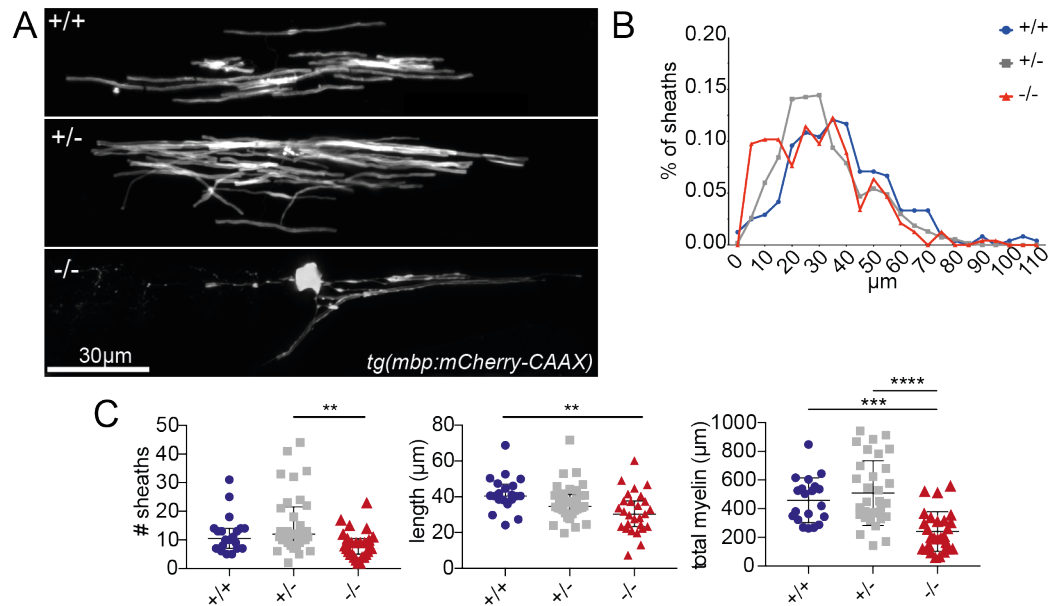 A
+/+
+/-
-/-
30µm
tg(mbp:mCherry-CAAX)
B
+/+
+/-
-/-
% of sheaths
0.20
0.15
0.10
0.05
0.00
0 10 20 30 40 50 60 70 80 90 100 110
µm
C
**
# sheaths
50
40
30
20
10
0
+/+ +/- -/-
**
length (µm)
80
60
40
20
0
+/+ +/- -/-
****
***
total myelin (µm)
1000
800
600
400
200
0
+/+ +/- -/-